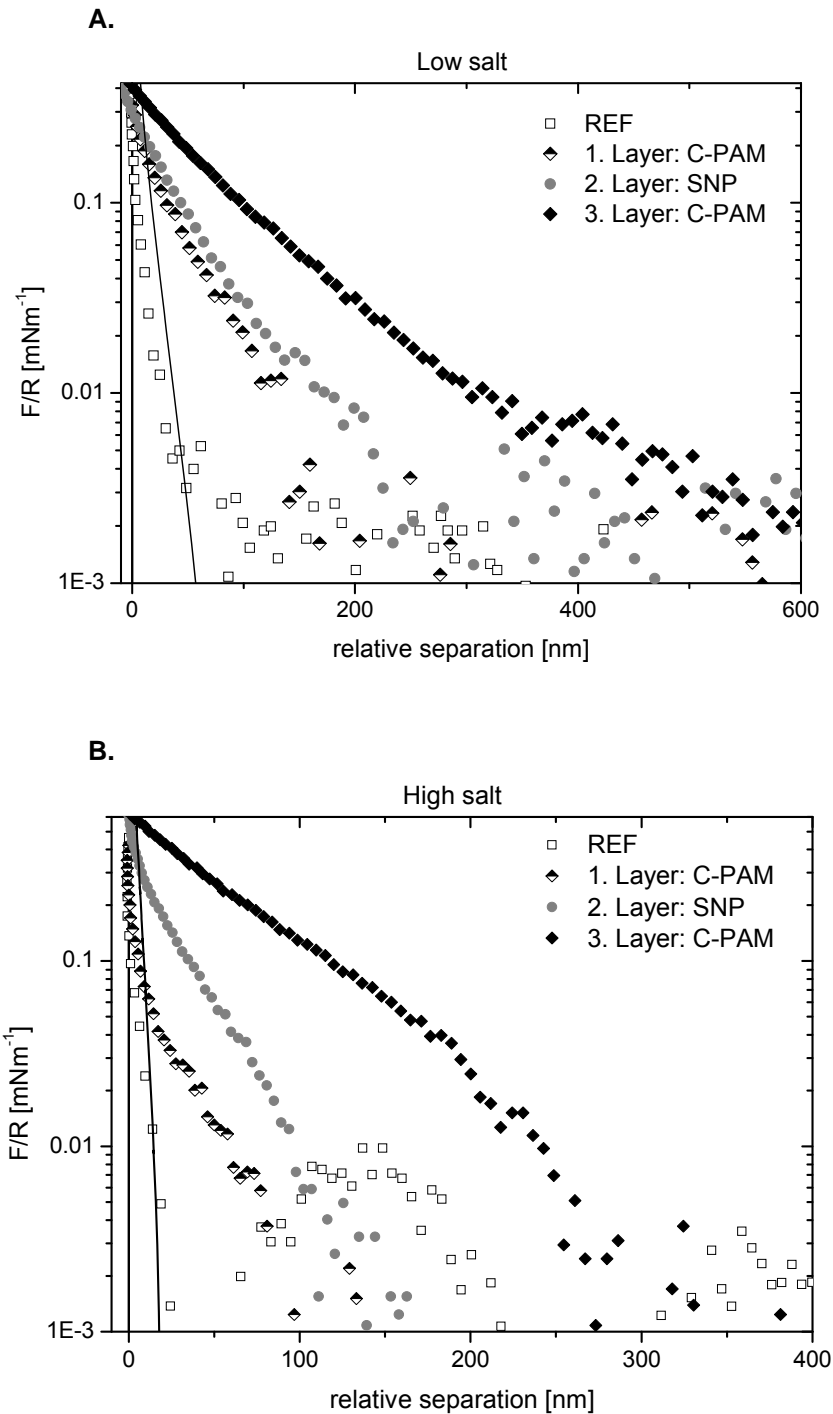 A.
Low salt
REF
1. Layer: C-PAM
2. Layer: SNP
3. Layer: C-PAM
0.1
0.01
1E-3
F/R [mNm⁻¹]
0 200 400 600
relative separation [nm]
B.
High salt
REF
1. Layer: C-PAM
2. Layer: SNP
3. Layer: C-PAM
0.1
0.01
1E-3
F/R [mNm⁻¹]
0 100 200 300 400
relative separation [nm]